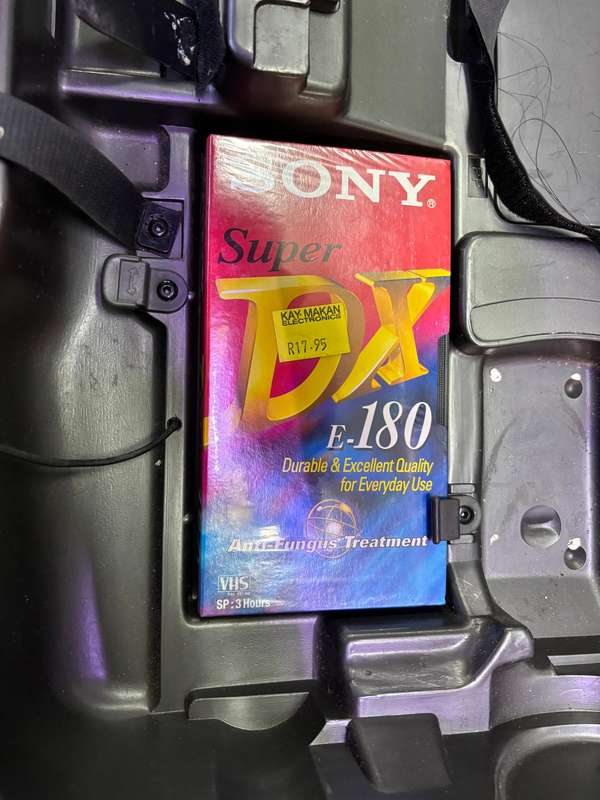 SONY®
Super
DX
KAY MAKAN
ELECTRONICS
R17.95
E-180
Durable & Excellent Quality
for Everyday Use
Anti-Fungus Treatment
VHS
SP: 3 Hours